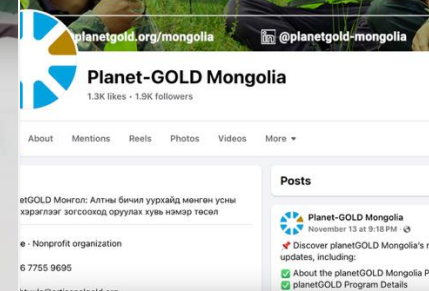 planetgold.org/mongolia
@planetgold-mongolia
Planet-GOLD Mongolia
1.3K likes • 1.9K followers
About Mentions Reels Photos Videos More
Posts
etGOLD Монгол: Алтны бичил уурхайд мөнгөн усны
хэрэглээг зогсооход оруулах хувь нэмэр төсөл
e · Nonprofit organization
6 7755 9695
Planet-GOLD Mongolia
November 13 at 9:18 PM ·
📌 Discover planetGOLD Mongolia's
updates, including:
✅ About the planetGOLD Mongolia P
✅ planetGOLD Program Details